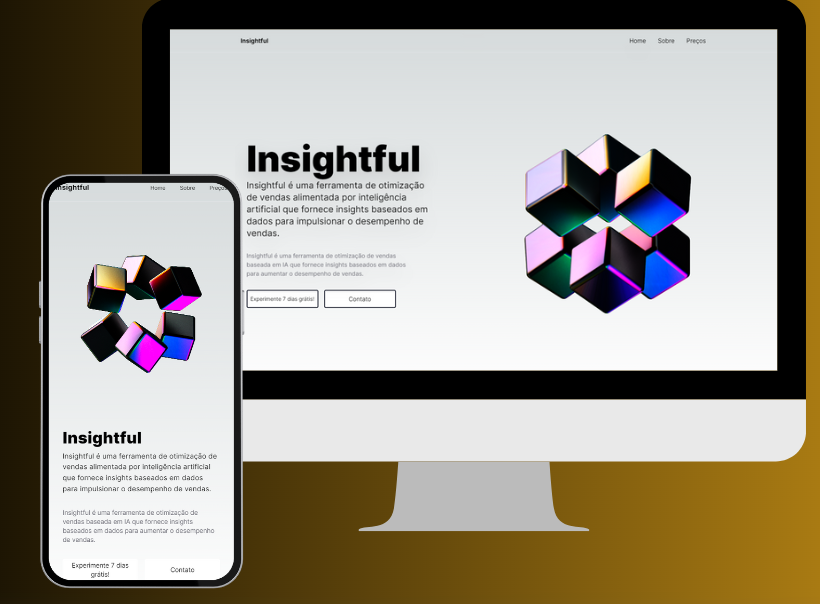 Insightful
Home Sobre Preços
Insightful
Insightful é uma ferramenta de otimização
de vendas alimentada por inteligência
artificial que fornece insights baseados em
dados para impulsionar o desempenho de
vendas.
Insightful é uma ferramenta de otimização de vendas
baseada em IA que fornece insights baseados em dados
para aumentar o desempenho de vendas.
Experimente 7 dias grátis!
Contato
Insightful
Home Sobre Preços
Insightful
Insightful é uma ferramenta de otimização de
vendas alimentada por inteligência artificial
que fornece insights baseados em dados
para impulsionar o desempenho de vendas.
Insightful é uma ferramenta de otimização de
vendas baseada em IA que fornece insights
baseados em dados para aumentar o desempenho
de vendas.
Experimente 7 dias
grátis!
Contato